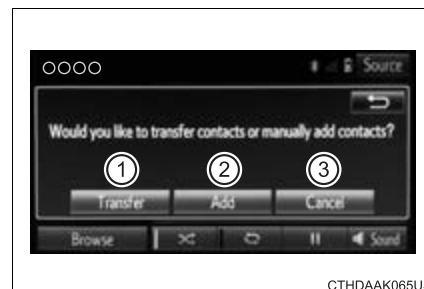 ○○○○ Source
Would you like to transfer contacts or manually add contacts?
1 2 3
Transfer Add Cancel
Browse Sound
CTHDAAK065U